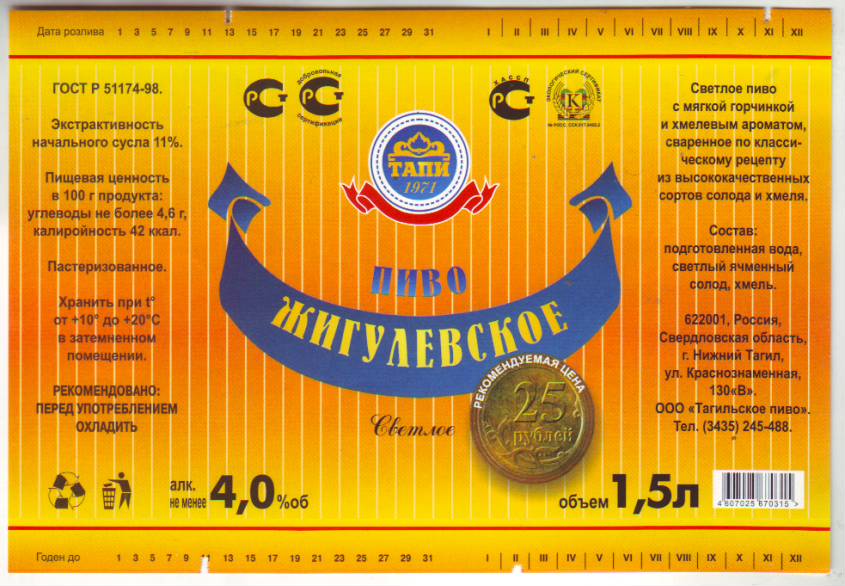 Дата розлива 1 3 5 7 9 11 13 15 17 19 21 23 25 27 29 31 I II III IV V VI VII VIII IX X XI XII
ГОСТ Р 51174-98.
Экстрактивность
начального сусла 11%.
Пищевая ценность
в 100 г продукта:
углеводы не более 4,6 г,
калиройность 42 ккал.
Пастеризованное.
Хранить при t°
от +10° до +20°С
в затемненном
помещении.
РЕКОМЕНДОВАНО:
ПЕРЕД УПОТРЕБЛЕНИЕМ
ОХЛАДИТЬ
алк.
не менее 4,0 %об
РСТ
добровольная
РСТ
сертификация
ХАССП
РСТ
ЭКОЛОГИЧЕСКИЙ СЕРТИФИКАТ
К
ТАПИ
1971
ПИВО
ЖИГУЛЕВСКОЕ
Светлое
РЕКОМЕНДУЕМАЯ ЦЕНА
25
рублей
Светлое пиво
с мягкой горчинкой
и хмелевым ароматом,
сваренное по класси-
ческому рецепту
из высококачественных
сортов солода и хмеля.
Состав:
подготовленная вода,
светлый ячменный
солод, хмель.
622001, Россия,
Свердловская область,
г. Нижний Тагил,
ул. Краснознаменная,
130«В».
ООО «Тагильское пиво».
Тел. (3435) 245-488.
объем 1,5л
4 607025 670315 >
Годен до 1 3 5 7 9 11 13 15 17 19 21 23 25 27 29 31 I II III IV V VI VII VIII IX X XI XII